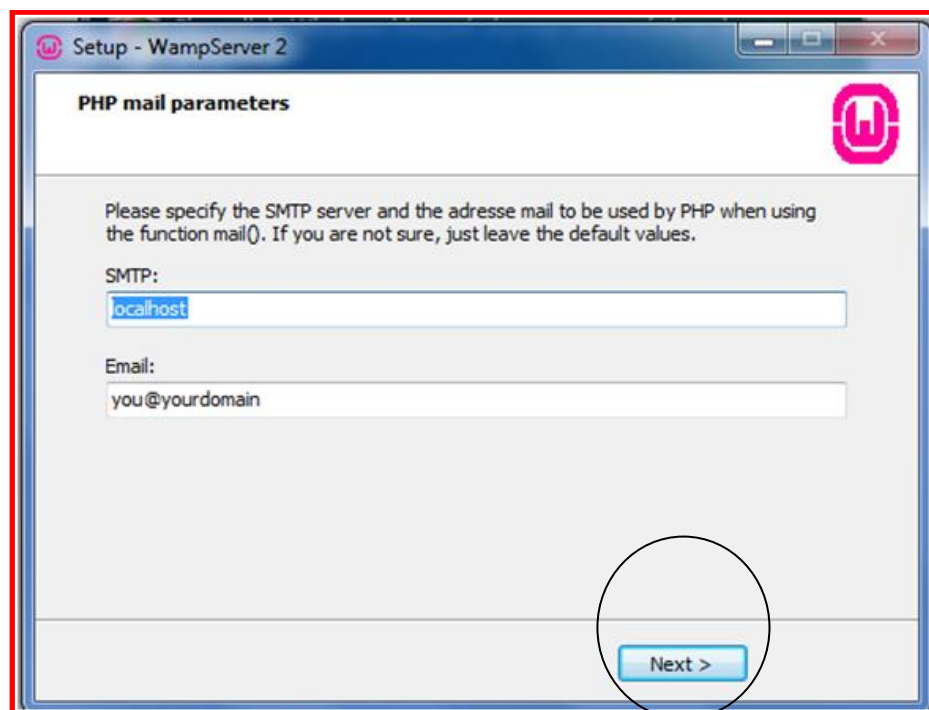 Setup - WampServer 2
PHP mail parameters
Please specify the SMTP server and the adresse mail to be used by PHP when using
the function mail(). If you are not sure, just leave the default values.
SMTP:
localhost
Email:
you@yourdomain
Next >